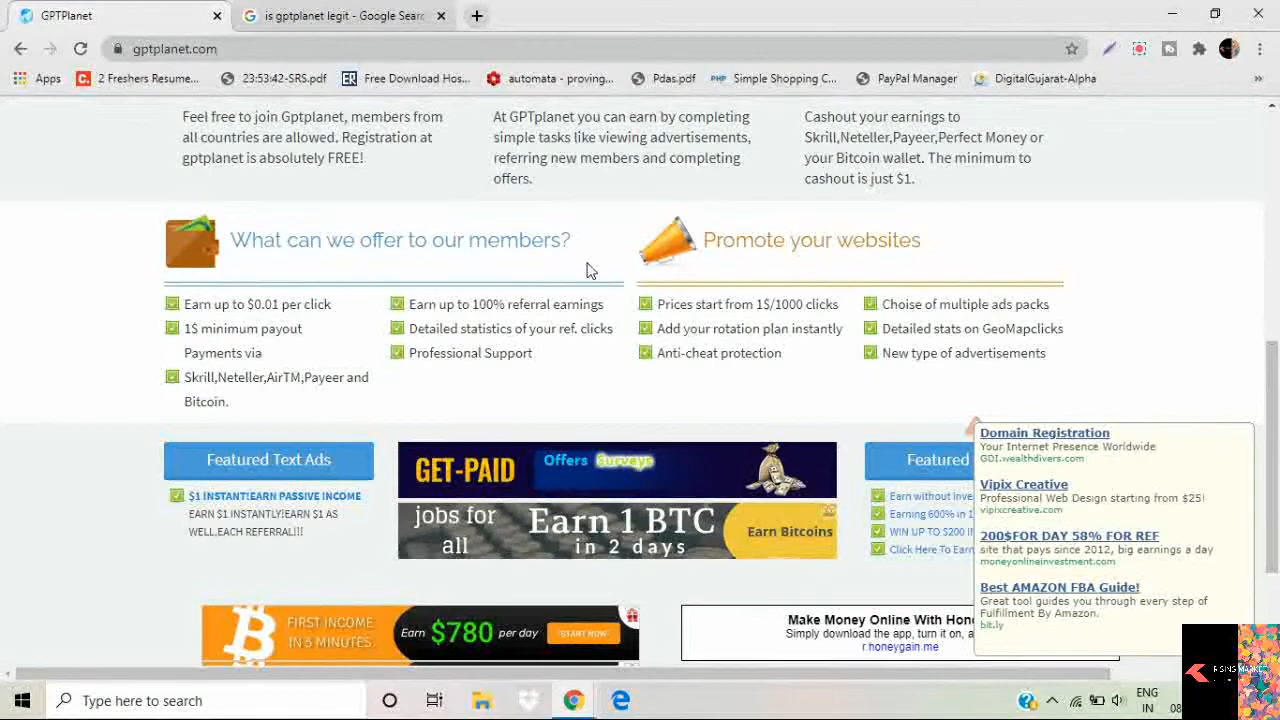 GPTPlanet
is gptplanet legit - Google Sear
gptplanet.com
Apps
2 Freshers Resume...
23:53:42-SRS.pdf
Free Download Hos...
automata - proving...
Pdas.pdf
Simple Shopping C...
PayPal Manager
DigitalGujarat-Alpha
Feel free to join Gptplanet, members from
all countries are allowed. Registration at
gptplanet is absolutely FREE!
At GPTplanet you can earn by completing
simple tasks like viewing advertisements,
referring new members and completing
offers.
Cashout your earnings to
Skrill,Neteller,Payeer,Perfect Money or
your Bitcoin wallet. The minimum to
cashout is just $1.
What can we offer to our members?
Earn up to $0.01 per click
1$ minimum payout
Payments via
Skrill,Neteller,AirTM,Payeer and
Bitcoin.
Earn up to 100% referral earnings
Detailed statistics of your ref. clicks
Professional Support
Promote your websites
Prices start from 1$/1000 clicks
Add your rotation plan instantly
Anti-cheat protection
Choise of multiple ads packs
Detailed stats on GeoMapclicks
New type of advertisements
Featured Text Ads
$1 INSTANT!EARN PASSIVE INCOME
EARN $1 INSTANTLY!EARN $1 AS
WELL.EACH REFERRAL!!!
GET-PAID Offers Surveys
jobs for
all
Earn 1 BTC
in 2 days
Earn Bitcoins
Featured
Earn without inve
Earning 600% in 1
WIN UP TO $200 I
Click Here To Earn
Domain Registration
Your Internet Presence Worldwide
GDI.wealthdivers.com
Vipix Creative
Professional Web Design starting from $25!
vipixcreative.com
200$FOR DAY 58% FOR REF
site that pays since 2012, big earnings a day
moneyonlineinvestment.com
Best AMAZON FBA Guide!
Great tool guides you through every step of
Fulfillment By Amazon.
bit.ly
FIRST INCOME
IN 5 MINUTES
Earn $780 per day
START NOW
Make Money Online With Hon
Simply download the app, turn it on, a
r.honeygain.me
Type here to search
ENG
IN
08